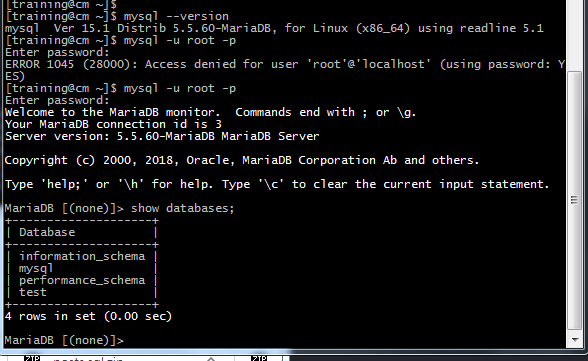 [training@cm ~]$
[training@cm ~]$ mysql --version
mysql  Ver 15.1 Distrib 5.5.60-MariaDB, for Linux (x86_64) using readline 5.1
[training@cm ~]$ mysql -u root -p
Enter password:
ERROR 1045 (28000): Access denied for user 'root'@'localhost' (using password: Y
ES)
[training@cm ~]$ mysql -u root -p
Enter password:
Welcome to the MariaDB monitor.  Commands end with ; or \g.
Your MariaDB connection id is 3
Server version: 5.5.60-MariaDB MariaDB Server
Copyright (c) 2000, 2018, Oracle, MariaDB Corporation Ab and others.
Type 'help;' or '\h' for help. Type '\c' to clear the current input statement.
MariaDB [(none)]> show databases;
+--------------------+
| Database           |
+--------------------+
| information_schema |
| mysql              |
| performance_schema |
| test               |
+--------------------+
4 rows in set (0.00 sec)
MariaDB [(none)]>
ZIP ZIP